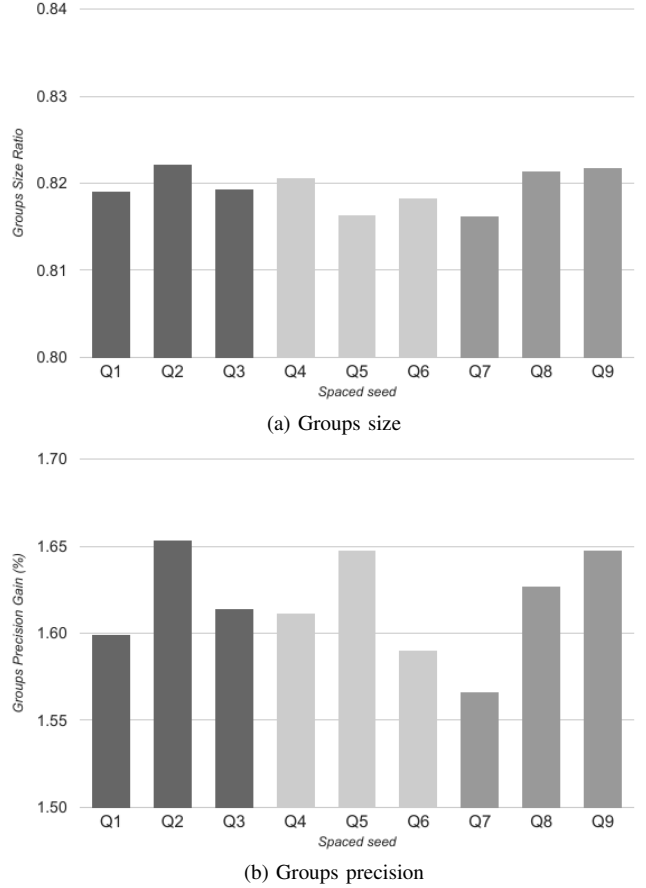 0.84
0.83
0.82
0.81
0.80
Groups Size Ratio
Q1 Q2 Q3 Q4 Q5 Q6 Q7 Q8 Q9
Spaced seed
(a) Groups size
1.70
1.65
1.60
1.55
1.50
Groups Precision Gain (%)
Q1 Q2 Q3 Q4 Q5 Q6 Q7 Q8 Q9
Spaced seed
(b) Groups precision